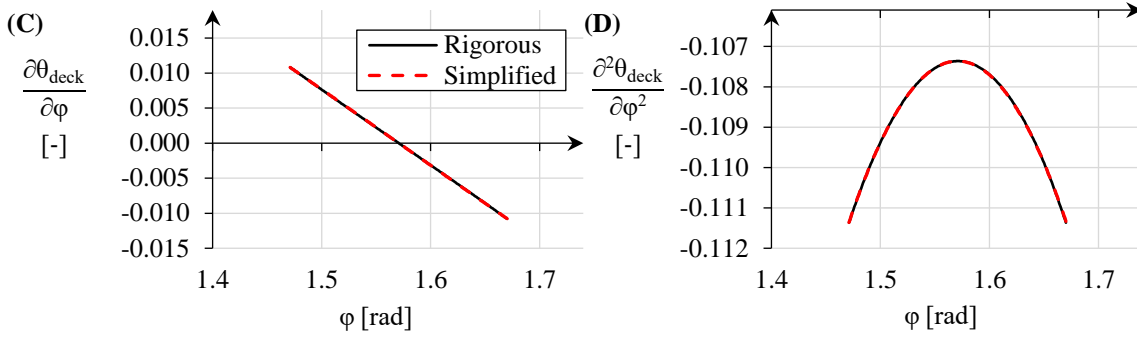 (C)
∂θdeck
∂φ
[-]
0.015
0.010
0.005
0.000
-0.005
-0.010
-0.015
1.4
1.5
1.6
1.7
φ [rad]
Rigorous
Simplified
(D)
∂²θdeck
∂φ²
[-]
-0.107
-0.108
-0.109
-0.110
-0.111
-0.112
1.4
1.5
1.6
1.7
φ [rad]